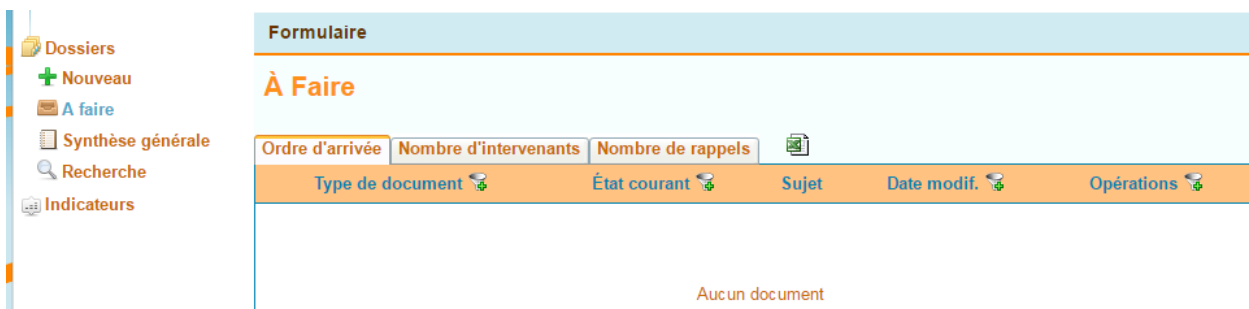 Dossiers
Nouveau
A faire
Synthèse générale
Recherche
Indicateurs
Formulaire
À Faire
Ordre d'arrivée Nombre d'intervenants Nombre de rappels
Type de document État courant Sujet Date modif. Opérations
Aucun document